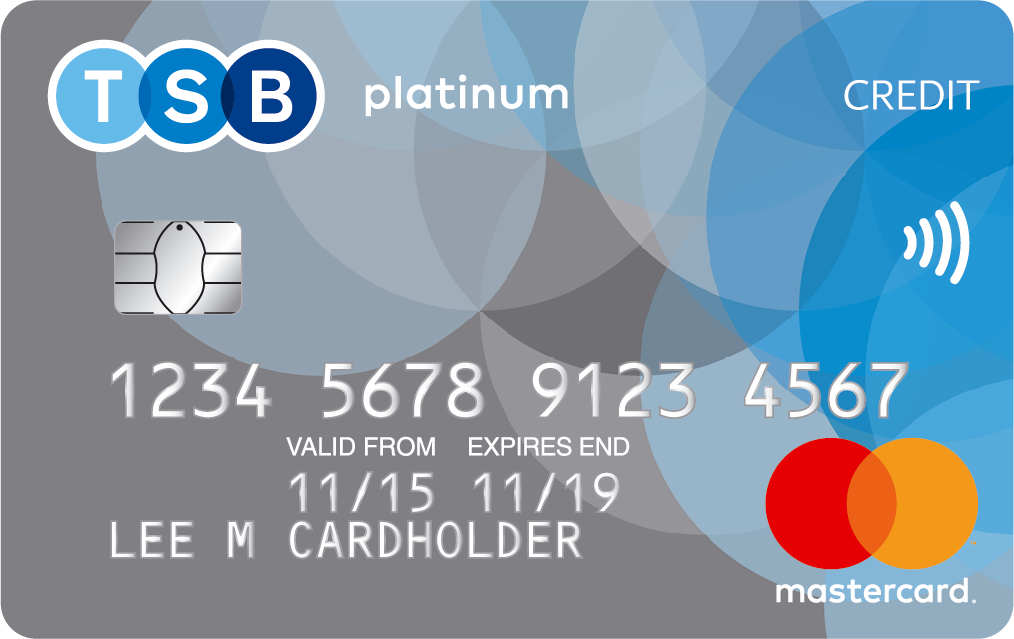 TSB platinum CREDIT
1234 5678 9123 4567
VALID FROM EXPIRES END
11/15 11/19
LEE M CARDHOLDER
mastercard.